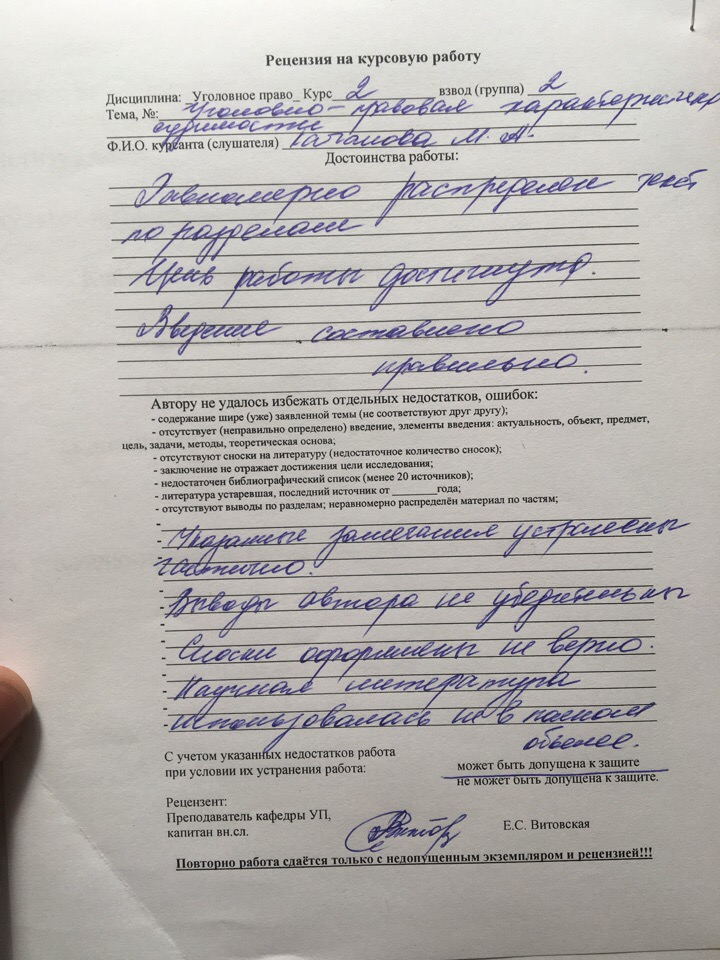 Рецензия на курсовую работу
Дисциплина: Уголовное право_ Курс 2 взвод (группа) 2
Тема, №: Уголовно-правовая характеристика
судимости
Ф.И.О. курсанта (слушателя) М. А.
Достоинства работы:
Равномерно распределен текст
по разделам
Цель работы достигнута.
Введение составлено
правильно.
Автору не удалось избежать отдельных недостатков, ошибок:
- содержание шире (уже) заявленной темы (не соответствуют друг другу);
- отсутствует (неправильно определено) введение, элементы введения: актуальность, объект, предмет,
цель, задачи, методы, теоретическая основа;
- отсутствуют сноски на литературу (недостаточное количество сносок);
- заключение не отражает достижения цели исследования;
- недостаточен библиографический список (менее 20 источников);
- литература устаревшая, последний источник от ________года;
- отсутствуют выводы по разделам; неравномерно распределён материал по частям;
Указанные замечания устранены
частично.
Выводы автора не убедительны
Сноски оформлены не верно.
Научная литература
использовалась не в полном
объеме.
С учетом указанных недостатков работа
при условии их устранения работа: может быть допущена к защите
не может быть допущена к защите.
Рецензент:
Преподаватель кафедры УП,
капитан вн.сл. Е.С. Витовская
Повторно работа сдаётся только с недопущенным экземпляром и рецензией!!!